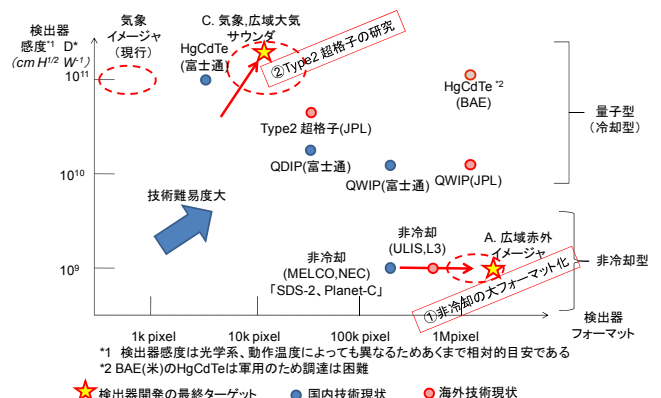 検出器
感度*1 D*
(cm H1/2 W-1)
気象
イメージャ
(現行)
C. 気象,広域大気
サウンダ
HgCdTe
(富士通)
②Type2 超格子の研究
1011
HgCdTe *2
(BAE)
量子型
(冷却型)
Type2 超格子(JPL)
QDIP(富士通)
QWIP(富士通)
QWIP(JPL)
1010
技術難易度大
非冷却
(ULIS,L3)
A. 広域赤外
イメージャ
非冷却
(MELCO,NEC)
「SDS-2、Planet-C」
非冷却型
109
①非冷却の大フォーマット化
検出器
フォーマット
1k pixel
10k pixel
100k pixel
1Mpixel
*1 検出器感度は光学系、動作温度によっても異なるためあくまで相対的目安である
*2 BAE(米)のHgCdTeは軍用のため調達は困難
検出器開発の最終ターゲット
国内技術現状
海外技術現状